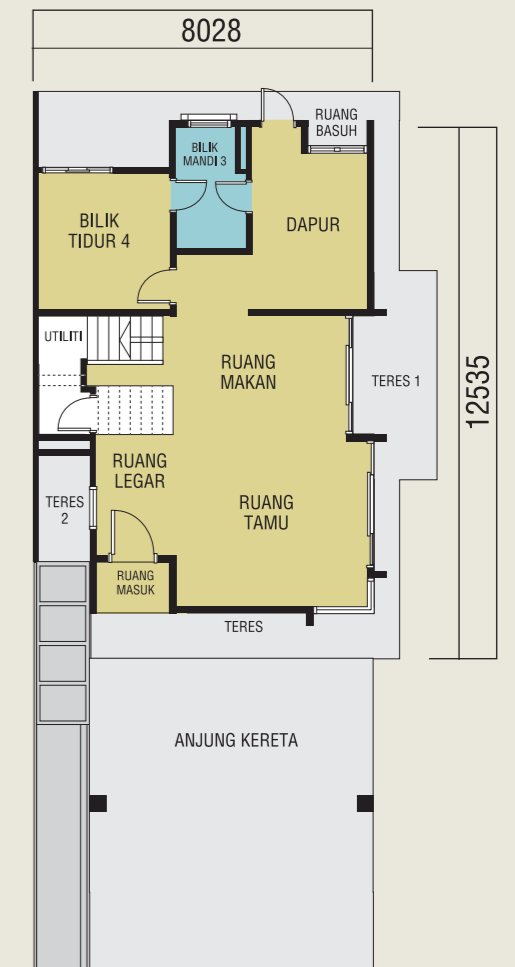 8028
RUANG
BASUH
BILIK
MANDI 3
BILIK
TIDUR 4
DAPUR
UTILITI
RUANG
MAKAN
TERES 1
12535
RUANG
LEGAR
TERES
2
RUANG
TAMU
RUANG
MASUK
TERES
ANJUNG KERETA